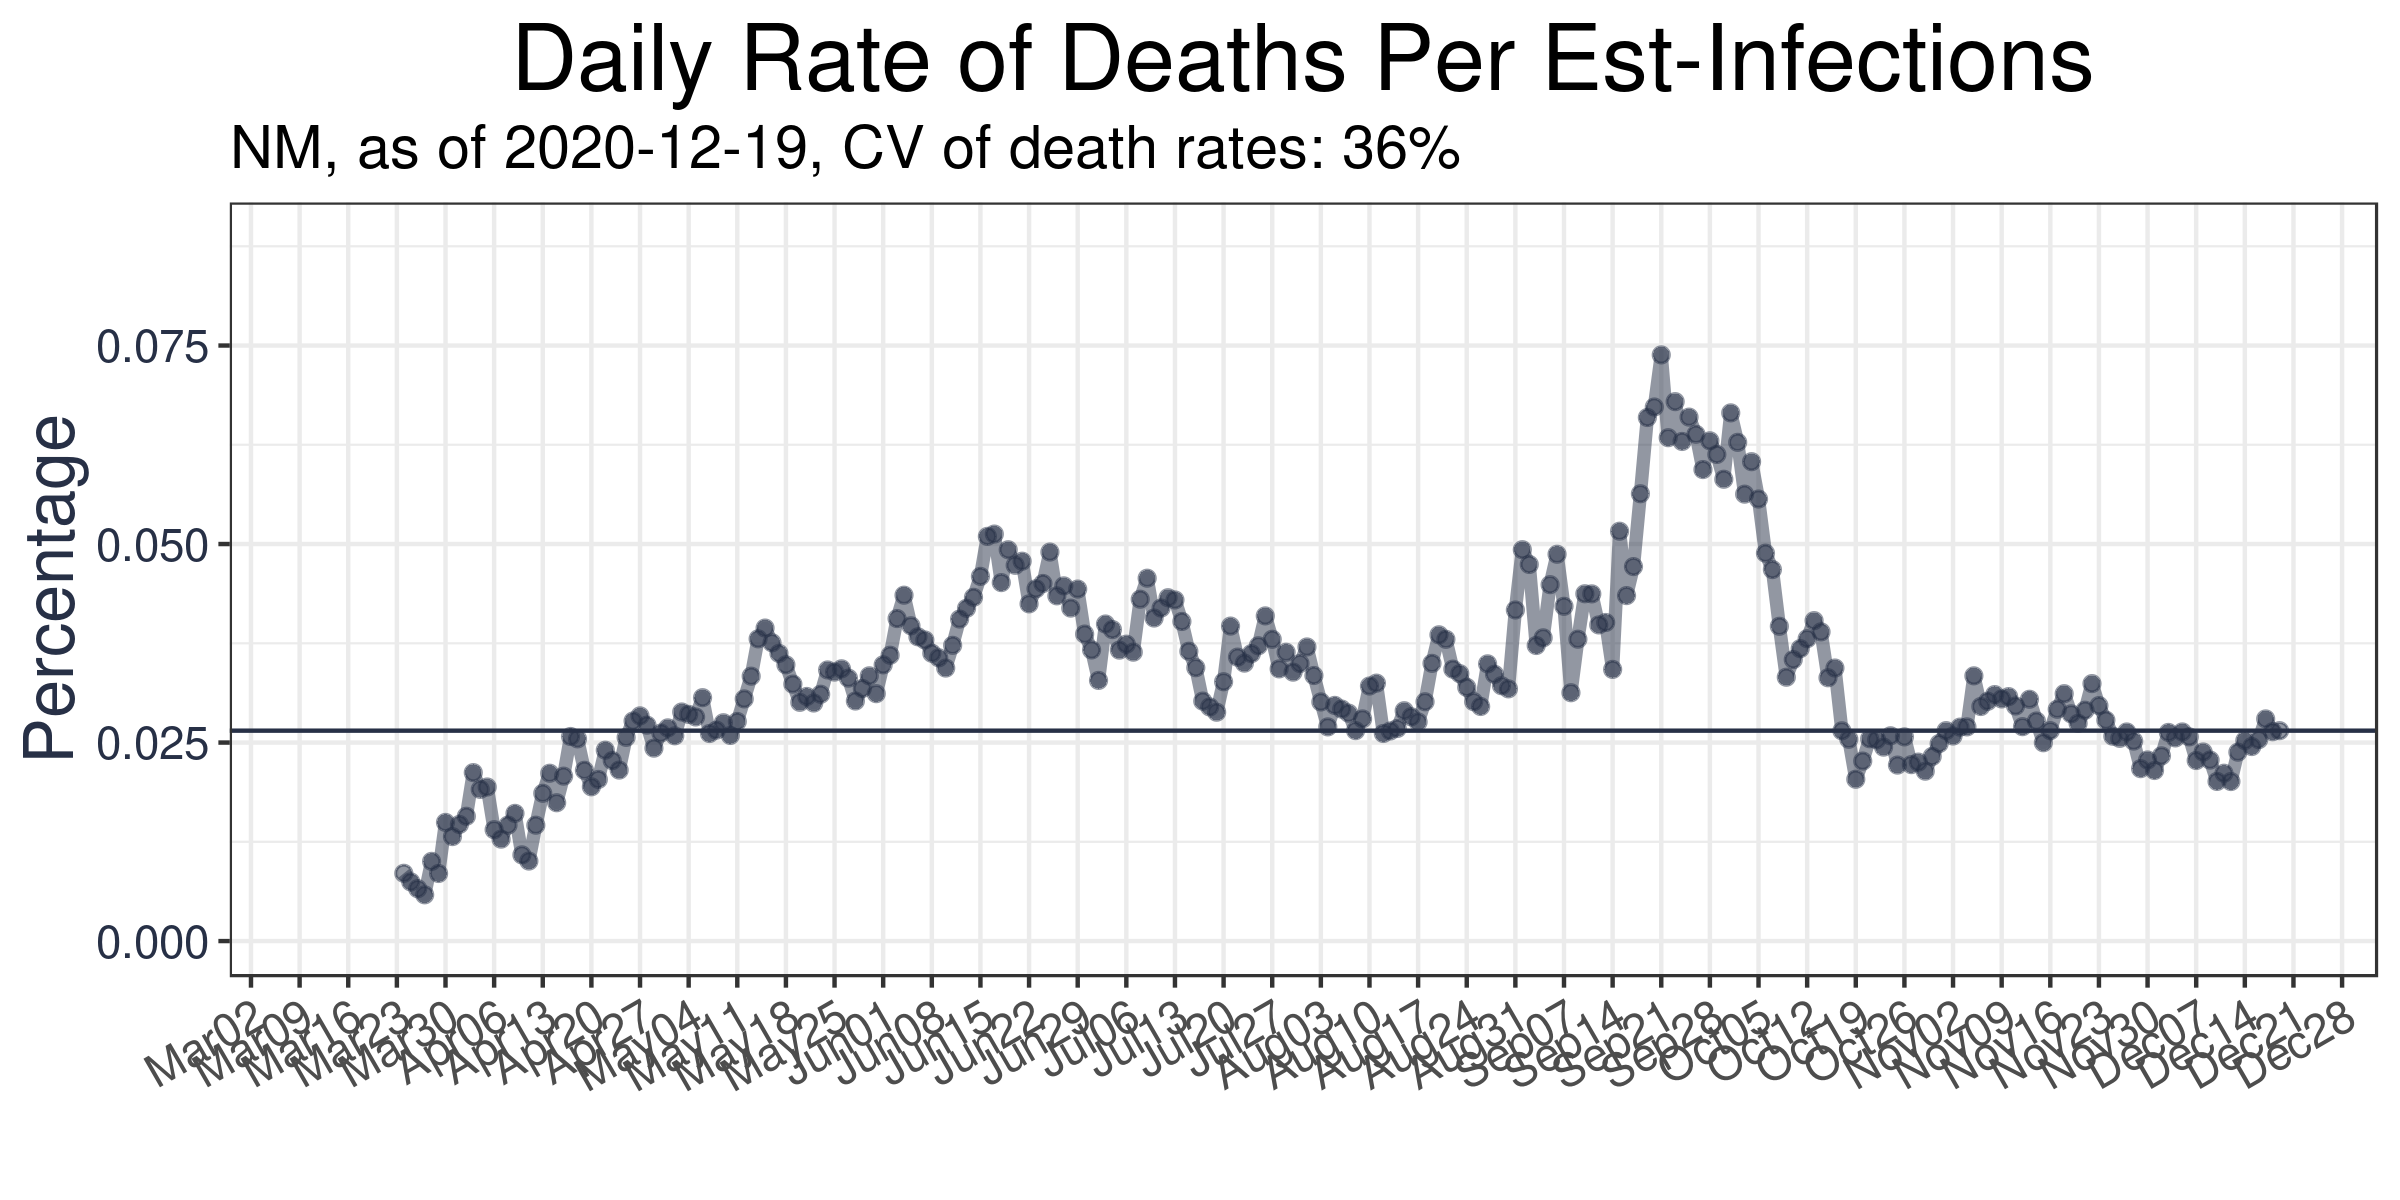 Daily Rate of Deaths Per Est-Infections
NM, as of 2020-12-19, CV of death rates: 36%
Percentage
0.075
0.050
0.025
0.000
Mar02
Mar09
Mar16
Mar23
Mar30
Apr06
Apr13
Apr20
Apr27
May04
May11
May18
May25
Jun01
Jun08
Jun15
Jun22
Jun29
Jul06
Jul13
Jul20
Jul27
Aug03
Aug10
Aug17
Aug24
Aug31
Sep07
Sep14
Sep21
Sep28
Oct05
Oct12
Oct19
Oct26
Nov02
Nov09
Nov16
Nov23
Nov30
Dec07
Dec14
Dec21
Dec28